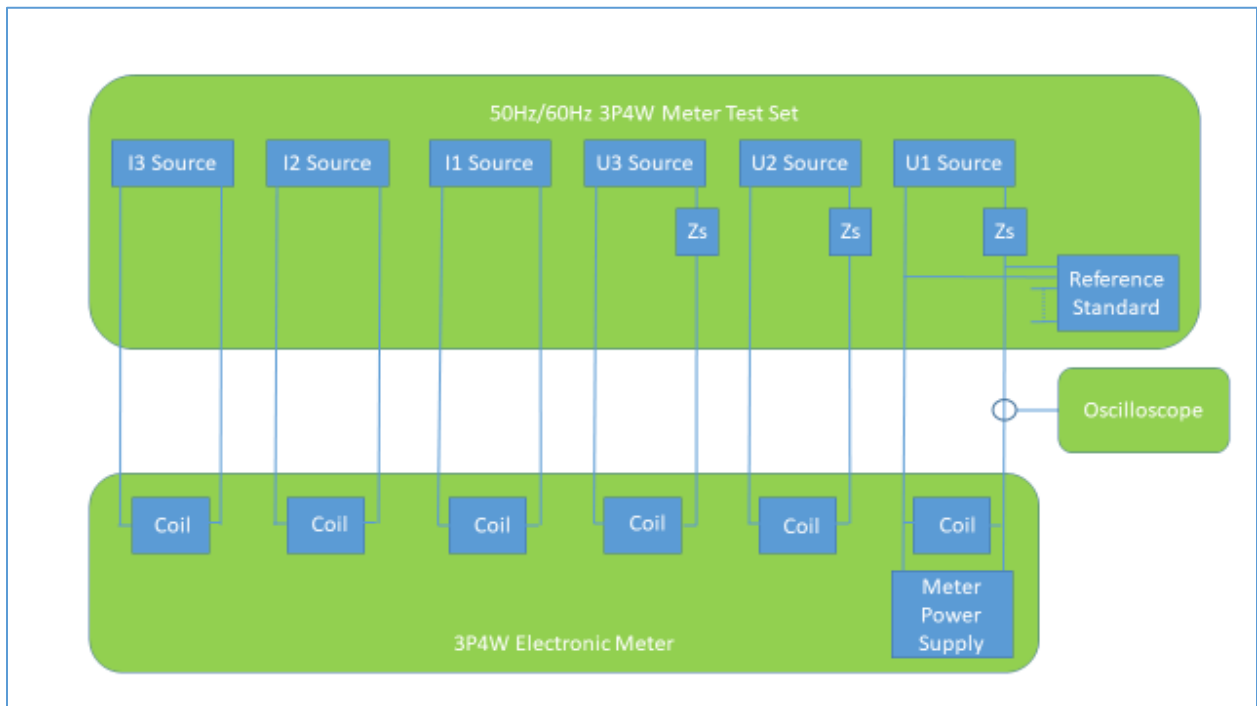 50Hz/60Hz 3P4W Meter Test Set
I3 Source
I2 Source
I1 Source
U3 Source
U2 Source
U1 Source
Zs
Zs
Zs
Reference
Standard
Oscilloscope
Coil
Coil
Coil
Coil
Coil
Coil
Meter
Power
Supply
3P4W Electronic Meter